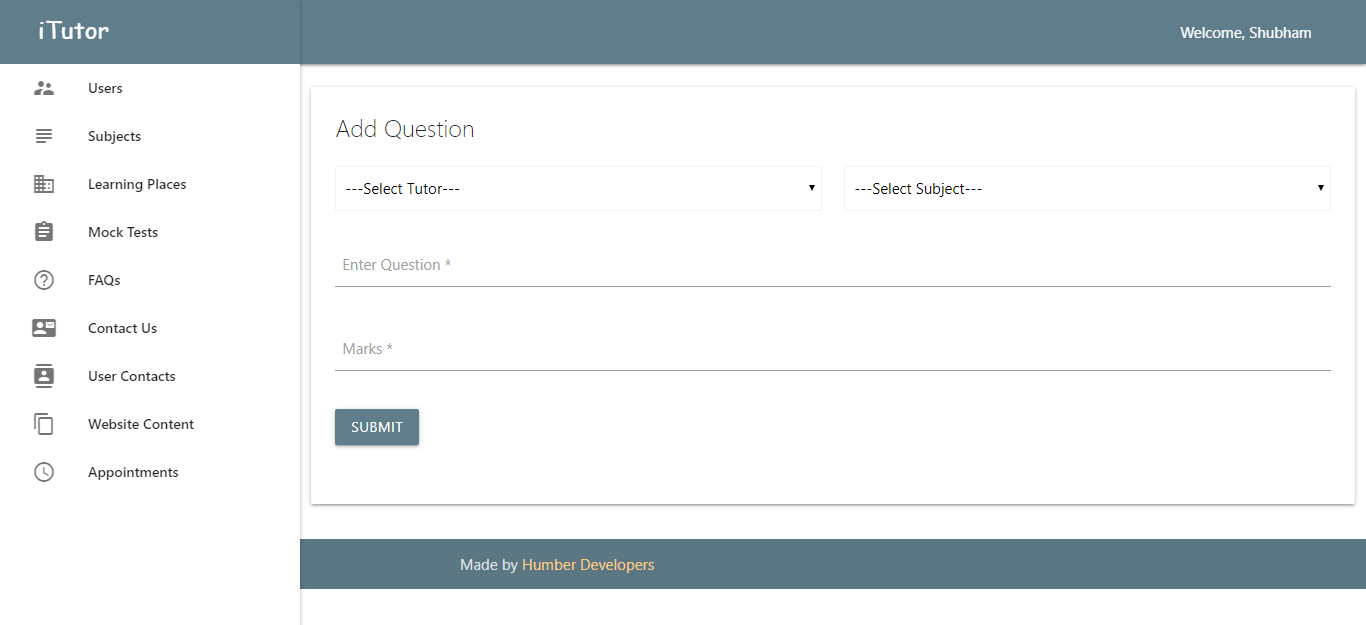 iTutor
Welcome, Shubham
Users
Subjects
Learning Places
Mock Tests
FAQs
Contact Us
User Contacts
Website Content
Appointments
Add Question
---Select Tutor---
---Select Subject---
Enter Question *
Marks *
SUBMIT
Made by Humber Developers